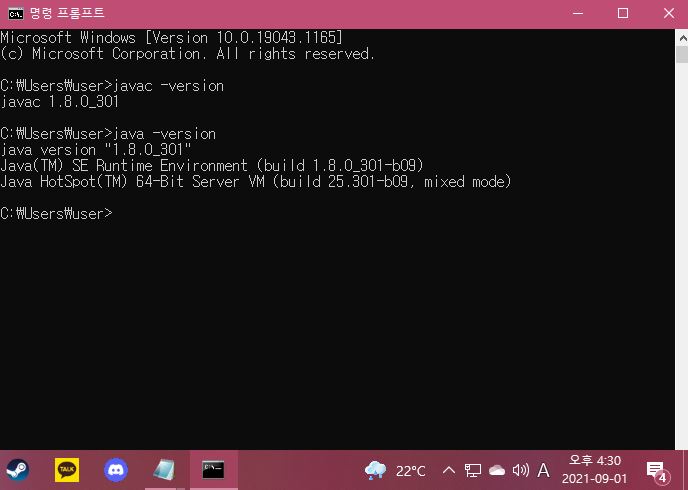 명령 프롬프트
Microsoft Windows [Version 10.0.19043.1165]
(c) Microsoft Corporation. All rights reserved.
C:₩Users₩user>javac -version
javac 1.8.0_301
C:₩Users₩user>java -version
java version "1.8.0_301"
Java(TM) SE Runtime Environment (build 1.8.0_301-b09)
Java HotSpot(TM) 64-Bit Server VM (build 25.301-b09, mixed mode)
C:₩Users₩user>
TALK
22°C
A
오후 4:30
2021-09-01
4